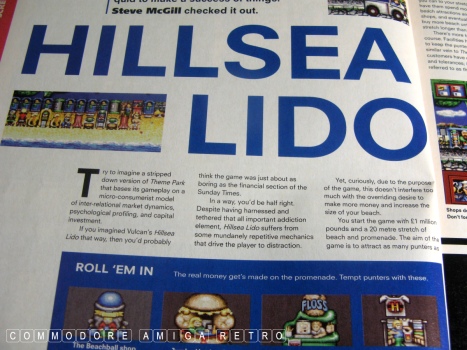 quid to make a success of things.
Steve McGill checked it out.
HILLSEA
LIDO
Try to imagine a stripped
down version of Theme Park
that bases its gameplay on a
micro-consumerist model
of inter-relational market dynamics,
psychological profiling, and capital
investment.
If you imagined Vulcan's Hillsea
Lido that way, then you'd probably
think the game was just about as
boring as the financial section of the
Sunday Times.
In a way, you'd be half right.
Despite having harnessed and
tethered that all important addiction
element, Hillsea Lido suffers from
some mundanely repetitive mechanics
that drive the player to distraction.
Yet, curiously, due to the purpose
of the game, this doesn't interfere too
much with the overriding desire to
make more money and increase the
size of your beach.
You start the game with £1 million
pounds and a 20 metre stretch of
beach and promenade. The aim of the
game is to attract as many punters as
ROLL 'EM IN
The real money get's made on the promenade. Tempt punters with these.
FLOSS
H
The Beachball shop
Shops d
Don't fo
COMMODORE AMIGA RETRO